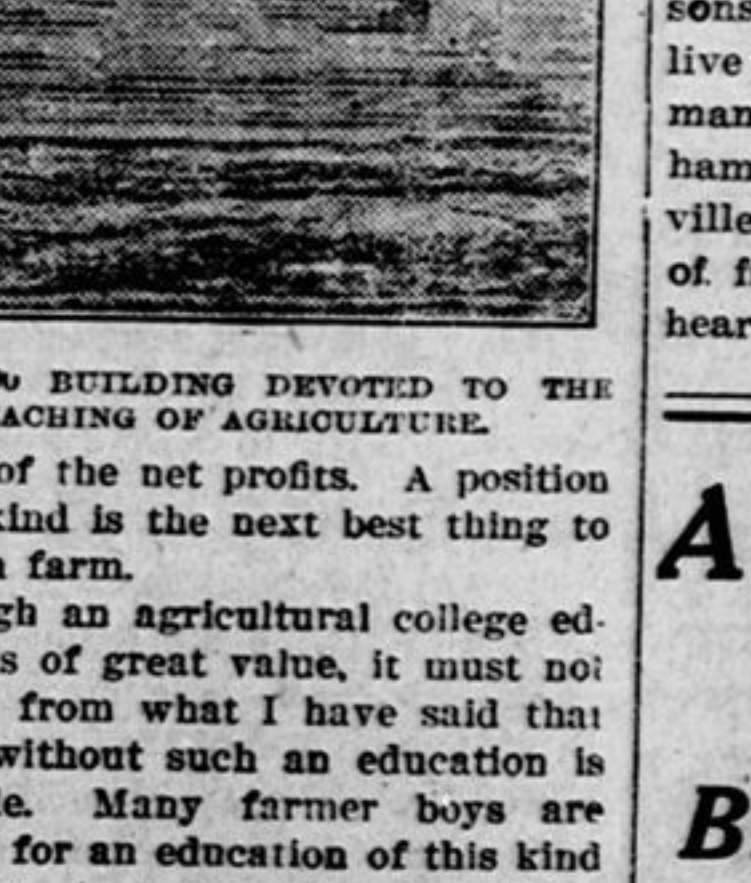 BUILDING DEVOTED TO THE
ACHING OF AGRICULTURE.
of the net profits. A position
kind is the next best thing to
farm.
gh an agricultural college ed-
s of great value, it must not
from what I have said that
without such an education is
le. Many farmer boys are
for an education of this kind
sons
live
man
ham
ville
of. f
hear
A
B